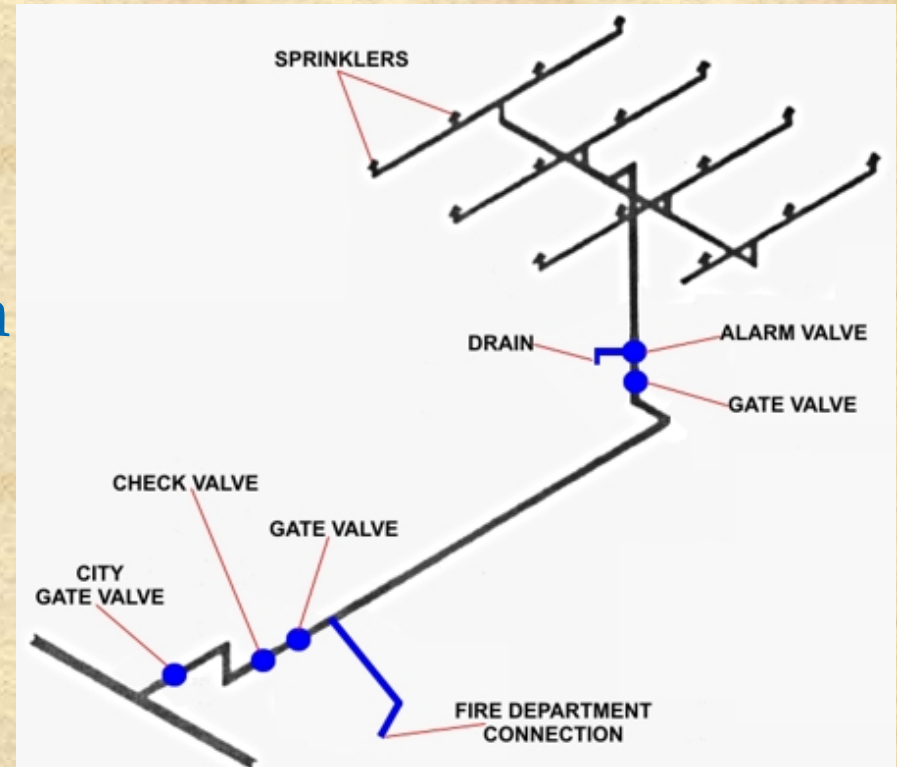 SPRINKLERS
DRAIN
ALARM VALVE
GATE VALVE
CHECK VALVE
GATE VALVE
CITY
GATE VALVE
FIRE DEPARTMENT
CONNECTION